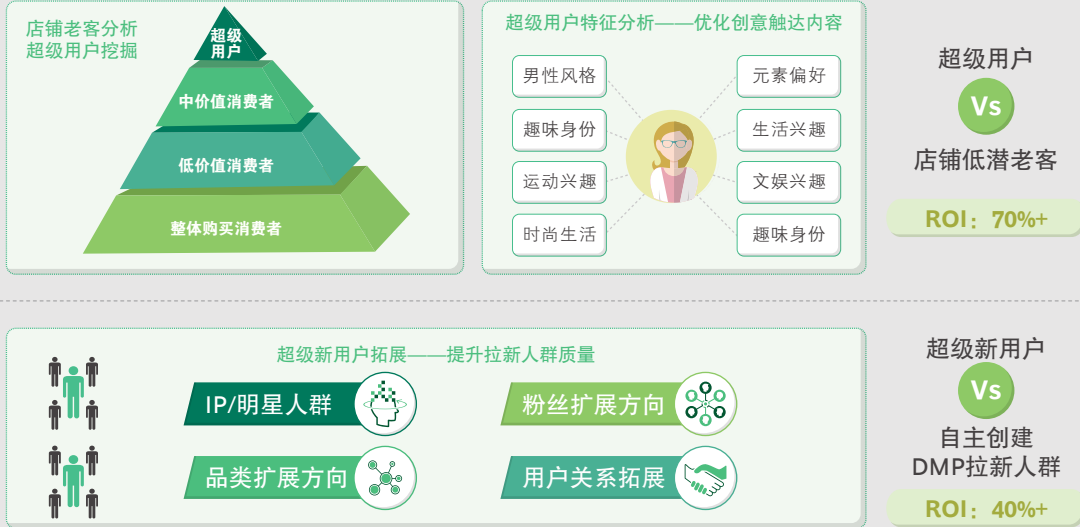 店铺老客分析
超级用户挖掘
超级
用户
中价值消费者
低价值消费者
整体购买消费者
超级用户特征分析——优化创意触达内容
男性风格
趣味身份
运动兴趣
时尚生活
元素偏好
生活兴趣
文娱兴趣
趣味身份
超级用户
Vs
店铺低潜老客
ROI：70%+
超级新用户拓展——提升拉新人群质量
IP/明星人群
粉丝扩展方向
品类扩展方向
用户关系拓展
超级新用户
Vs
自主创建
DMP拉新人群
ROI：40%+